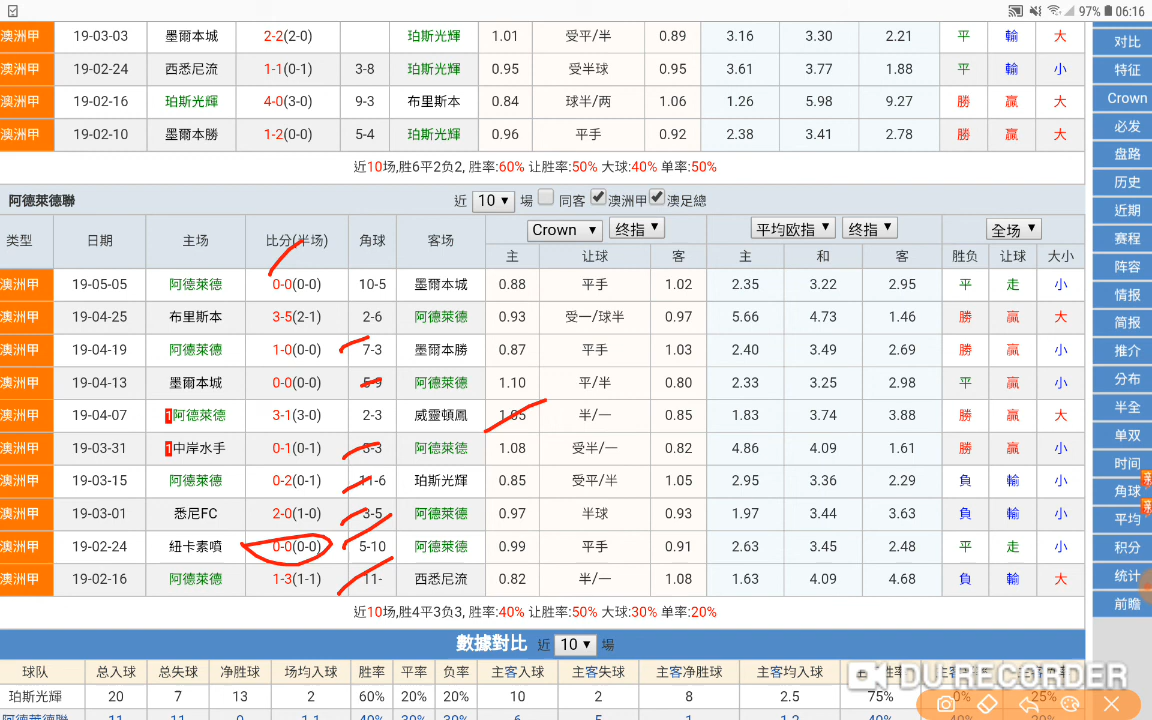 97% 06:16
澳洲甲 19-03-03 墨爾本城 2-2(2-0) 珀斯光輝 1.01 受平/半 0.89 3.16 3.30 2.21 平 輸 大
对比
澳洲甲 19-02-24 西悉尼流 1-1(0-1) 3-8 珀斯光輝 0.95 受半球 0.95 3.61 3.77 1.88 平 輸 小
特征
澳洲甲 19-02-16 珀斯光輝 4-0(3-0) 9-3 布里斯本 0.84 球半/两 1.06 1.26 5.98 9.27 勝 贏 大
Crown
澳洲甲 19-02-10 墨爾本勝 1-2(0-0) 5-4 珀斯光輝 0.96 平手 0.92 2.38 3.41 2.78 勝 贏 大
必发
盘路
近10场,胜6平2负2, 胜率:60% 让胜率:50% 大球:40% 单率:50%
历史
阿德萊德聯 近 10 場 同客 澳洲甲 澳足總
近期
类型 日期 主场 比分(半场) 角球 客场 Crown 终指 平均欧指 终指 全场
赛程
主 让球 客 主 和 客 胜负 让球 大小
阵容
澳洲甲 19-05-05 阿德萊德 0-0(0-0) 10-5 墨爾本城 0.88 平手 1.02 2.35 3.22 2.95 平 走 小
情报
澳洲甲 19-04-25 布里斯本 3-5(2-1) 2-6 阿德萊德 0.93 受一/球半 0.97 5.66 4.73 1.46 勝 贏 大
简报
澳洲甲 19-04-19 阿德萊德 1-0(0-0) 7-3 墨爾本勝 0.87 平手 1.03 2.40 3.49 2.69 勝 贏 小
推介
澳洲甲 19-04-13 墨爾本城 0-0(0-0) 5-9 阿德萊德 1.10 平/半 0.80 2.33 3.25 2.98 平 贏 小
分布
澳洲甲 19-04-07 1阿德萊德 3-1(3-0) 2-3 威靈頓鳳 1.05 半/一 0.85 1.83 3.74 3.88 勝 贏 大
半全
单双
澳洲甲 19-03-31 1中岸水手 0-1(0-1) 3-3 阿德萊德 1.08 受半/一 0.82 4.86 4.09 1.61 勝 贏 小
时间
澳洲甲 19-03-15 阿德萊德 0-2(0-1) 11-6 珀斯光輝 0.85 受平/半 1.05 2.95 3.36 2.29 負 輸 小
角球
澳洲甲 19-03-01 悉尼FC 2-0(1-0) 3-5 阿德萊德 0.97 半球 0.93 1.97 3.44 3.63 負 輸 小
平均
澳洲甲 19-02-24 紐卡素噴 0-0(0-0) 5-10 阿德萊德 0.99 平手 0.91 2.63 3.45 2.48 平 走 小
积分
澳洲甲 19-02-16 阿德萊德 1-3(1-1) 11- 西悉尼流 0.82 半/一 1.08 1.63 4.09 4.68 負 輸 大
统计
前瞻
近10场,胜4平3负3, 胜率:40% 让胜率:50% 大球:30% 单率:20%
數據對比 近 10 場
球队 总入球 总失球 净胜球 场均入球 胜率 平率 负率 主客入球 主客失球 主客净胜球 主客均入球
DU RECORDER
珀斯光輝 20 7 13 2 60% 20% 20% 10 2 8 2.5 75% 0% 25%